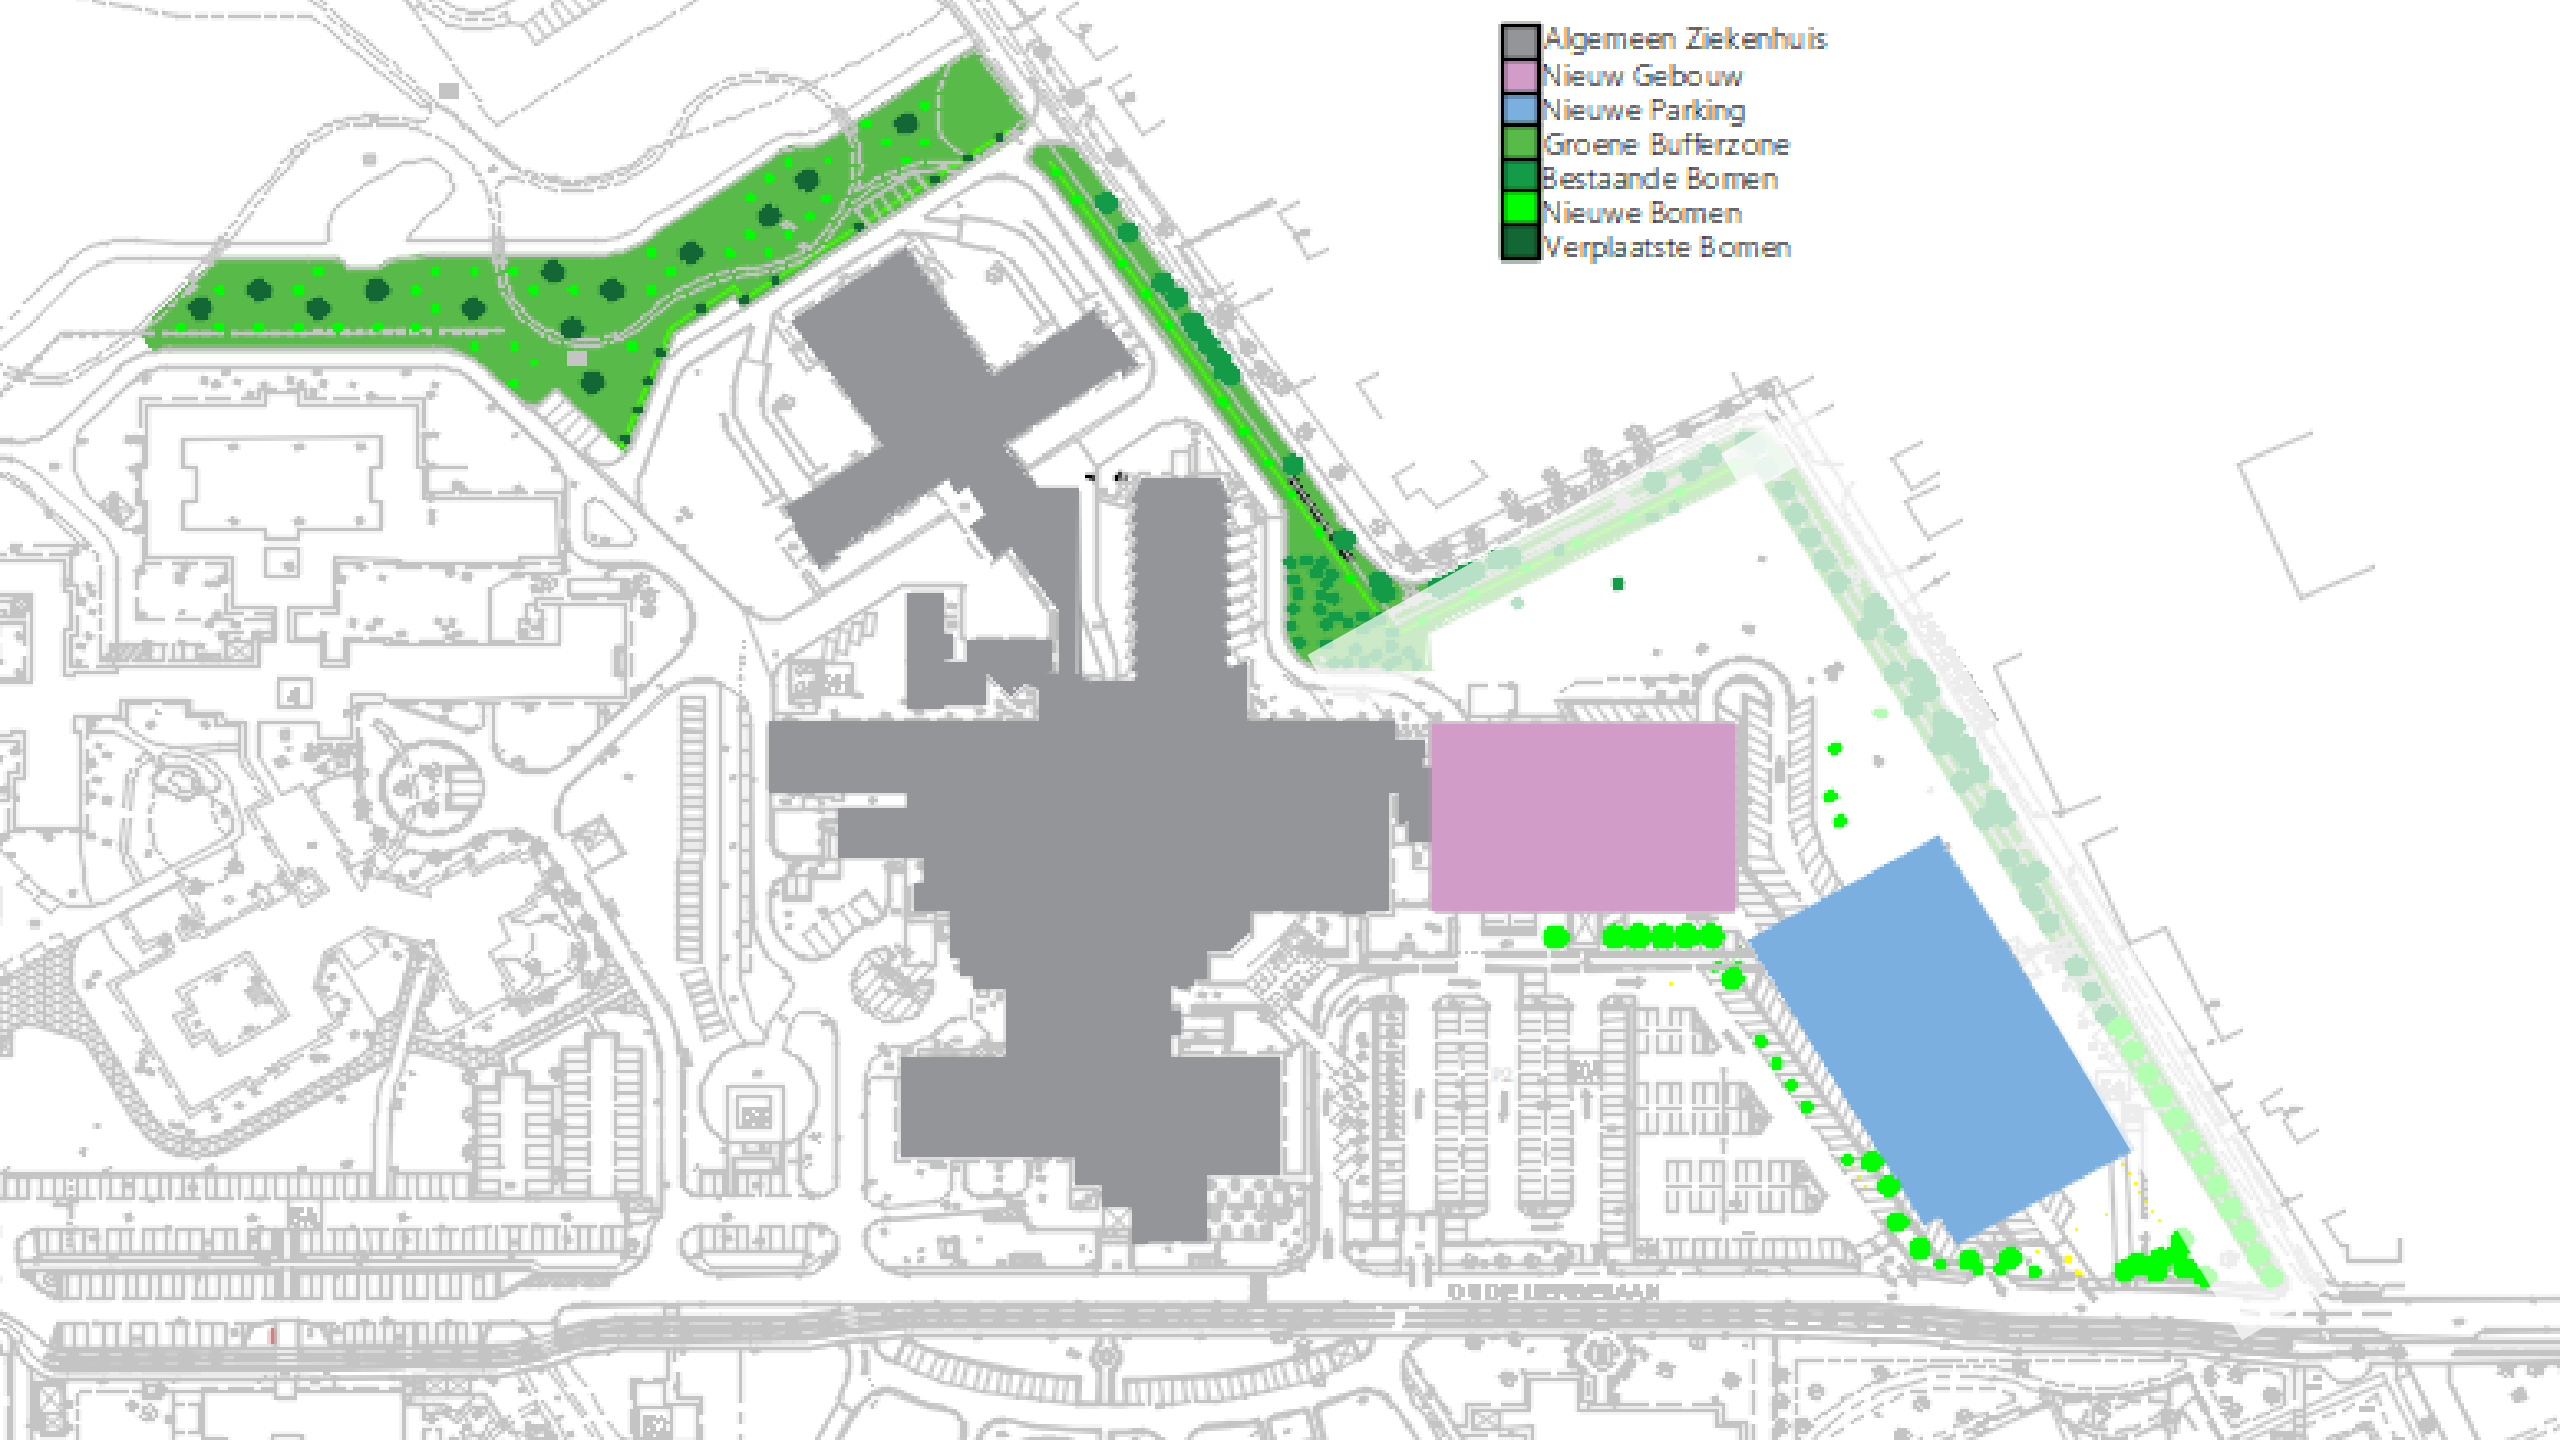 Algemeen Ziekenhuis
Nieuw Gebouw
Nieuwe Parking
Groene Bufferzone
Bestaande Bomen
Nieuwe Bomen
Verplaatste Bomen